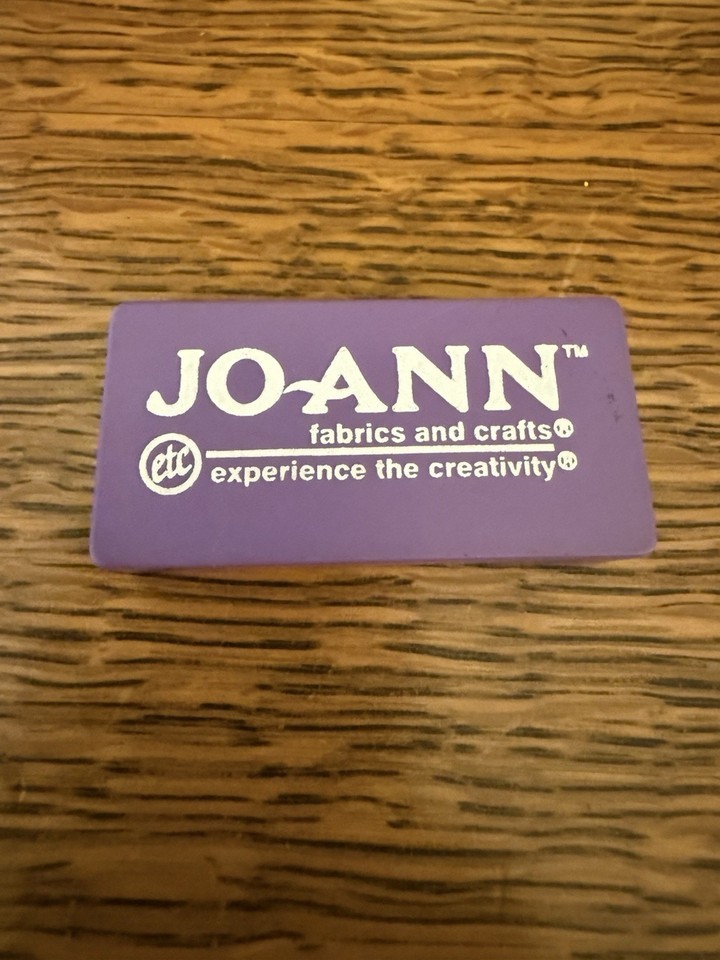 JO-ANN™
fabrics and crafts®
etc
experience the creativity®